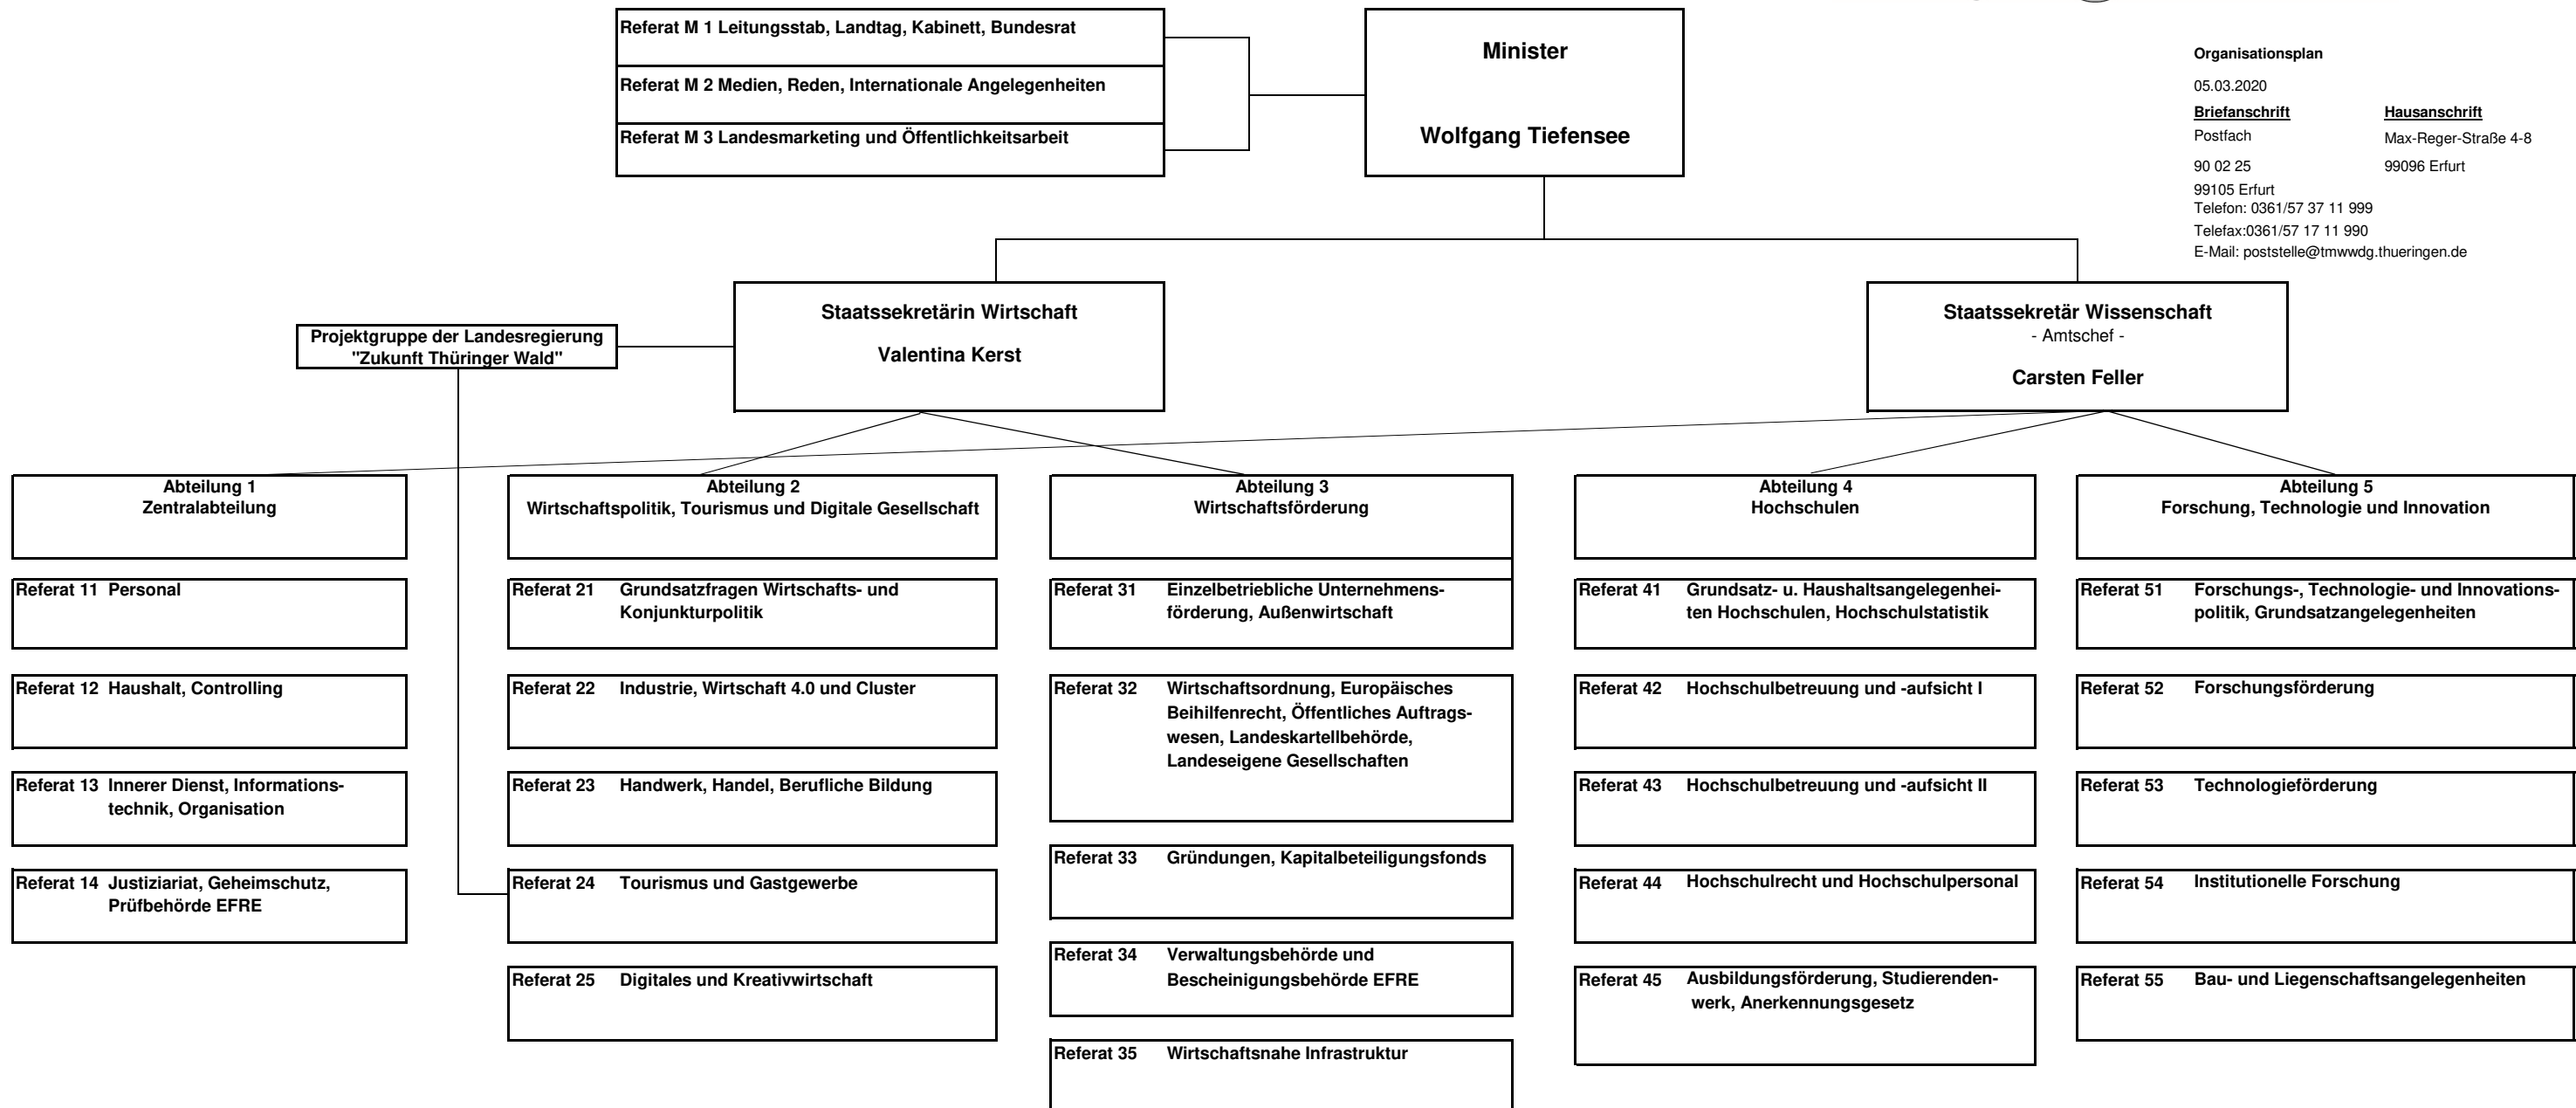 Referat M 1 Leitungsstab, Landtag, Kabinett, Bundesrat
Referat M 2 Medien, Reden, Internationale Angelegenheiten
Referat M 3 Landesmarketing und Öffentlichkeitsarbeit
Minister
Wolfgang Tiefensee
Organisationsplan
05.03.2020
Briefanschrift Hausanschrift
Postfach Max-Reger-Straße 4-8
90 02 25 99096 Erfurt
99105 Erfurt
Telefon: 0361/57 37 11 999
Telefax:0361/57 17 11 990
E-Mail: poststelle@tmwwdg.thueringen.de
Projektgruppe der Landesregierung
"Zukunft Thüringer Wald"
Staatssekretärin Wirtschaft
Valentina Kerst
Staatssekretär Wissenschaft
- Amtschef -
Carsten Feller
Abteilung 1
Zentralabteilung
Referat 11 Personal
Referat 12 Haushalt, Controlling
Referat 13 Innerer Dienst, Informations-
technik, Organisation
Referat 14 Justiziariat, Geheimschutz,
Prüfbehörde EFRE
Abteilung 2
Wirtschaftspolitik, Tourismus und Digitale Gesellschaft
Referat 21 Grundsatzfragen Wirtschafts- und
Konjunkturpolitik
Referat 22 Industrie, Wirtschaft 4.0 und Cluster
Referat 23 Handwerk, Handel, Berufliche Bildung
Referat 24 Tourismus und Gastgewerbe
Referat 25 Digitales und Kreativwirtschaft
Abteilung 3
Wirtschaftsförderung
Referat 31 Einzelbetriebliche Unternehmens-
förderung, Außenwirtschaft
Referat 32 Wirtschaftsordnung, Europäisches
Beihilfenrecht, Öffentliches Auftrags-
wesen, Landeskartellbehörde,
Landeseigene Gesellschaften
Referat 33 Gründungen, Kapitalbeteiligungsfonds
Referat 34 Verwaltungsbehörde und
Bescheinigungsbehörde EFRE
Referat 35 Wirtschaftsnahe Infrastruktur
Abteilung 4
Hochschulen
Referat 41 Grundsatz- u. Haushaltsangelegenhei-
ten Hochschulen, Hochschulstatistik
Referat 42 Hochschulbetreuung und -aufsicht I
Referat 43 Hochschulbetreuung und -aufsicht II
Referat 44 Hochschulrecht und Hochschulpersonal
Referat 45 Ausbildungsförderung, Studierenden-
werk, Anerkennungsgesetz
Abteilung 5
Forschung, Technologie und Innovation
Referat 51 Forschungs-, Technologie- und Innovations-
politik, Grundsatzangelegenheiten
Referat 52 Forschungsförderung
Referat 53 Technologieförderung
Referat 54 Institutionelle Forschung
Referat 55 Bau- und Liegenschaftsangelegenheiten